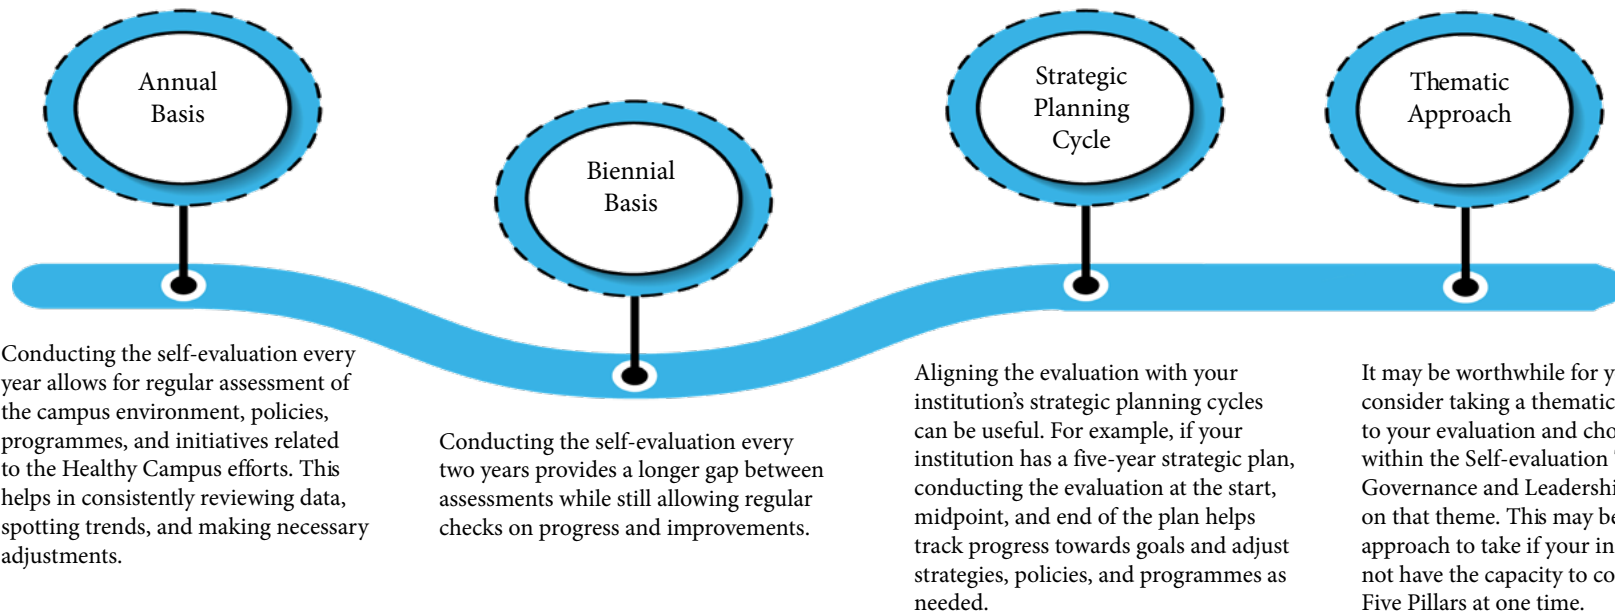 Annual
Basis
Biennial
Basis
Strategic
Planning
Cycle
Thematic
Approach
Conducting the self-evaluation every
year allows for regular assessment of
the campus environment, policies,
programmes, and initiatives related
to the Healthy Campus efforts. This
helps in consistently reviewing data,
spotting trends, and making necessary
adjustments.
Conducting the self-evaluation every
two years provides a longer gap between
assessments while still allowing regular
checks on progress and improvements.
Aligning the evaluation with your
institution's strategic planning cycles
can be useful. For example, if your
institution has a five-year strategic plan,
conducting the evaluation at the start,
midpoint, and end of the plan helps
track progress towards goals and adjust
strategies, policies, and programmes as
needed.
It may be worthwhile for
consider taking a thematic
to your evaluation and
within the Self-evaluation
Governance and
on that theme. This may be
approach to take if your
not have the capacity to
Five Pillars at one time.